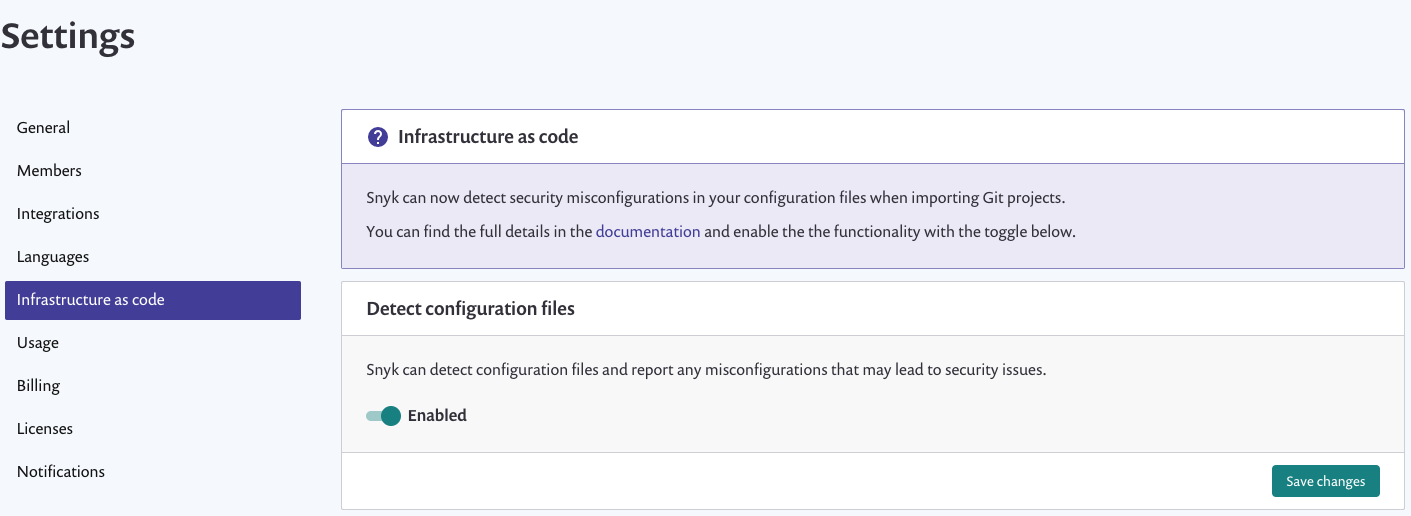 Settings
General
Members
Integrations
Languages
Infrastructure as code
Usage
Billing
Licenses
Notifications
? Infrastructure as code
Snyk can now detect security misconfigurations in your configuration files when importing Git projects.
You can find the full details in the documentation and enable the the functionality with the toggle below.
Detect configuration files
Snyk can detect configuration files and report any misconfigurations that may lead to security issues.
Enabled
Save changes